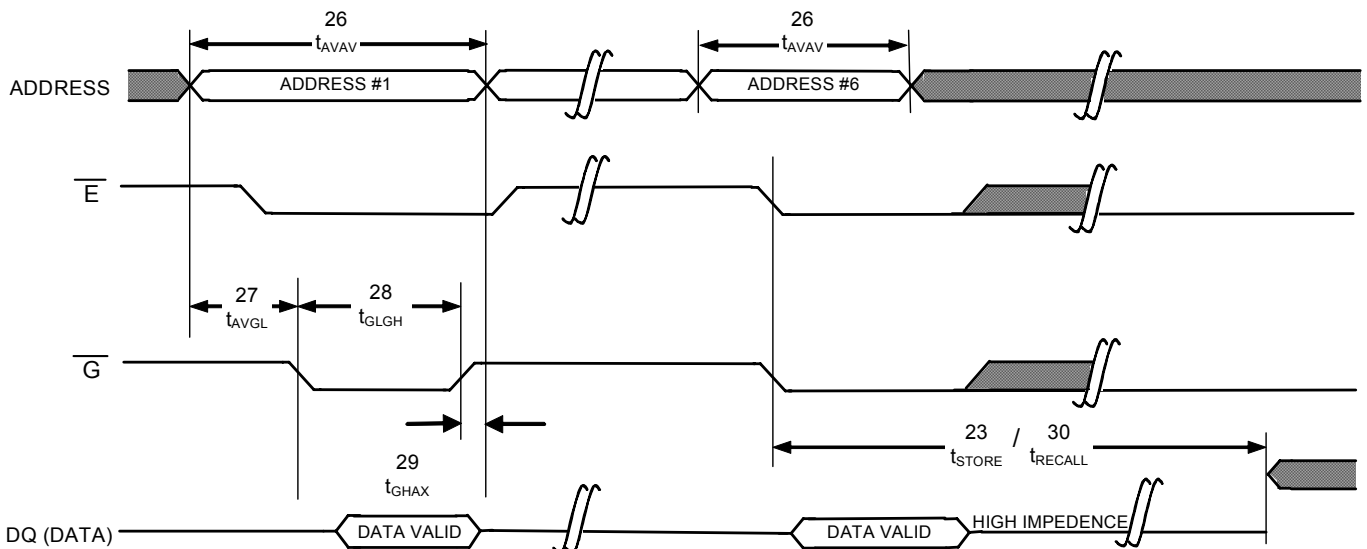 26
tAVAV
26
tAVAV
ADDRESS
ADDRESS #1
ADDRESS #6
E
27
tAVGL
28
tGLGH
G
23 / 30
tSTORE tRECALL
29
tGHAX
DQ (DATA)
DATA VALID
DATA VALID
HIGH IMPEDENCE